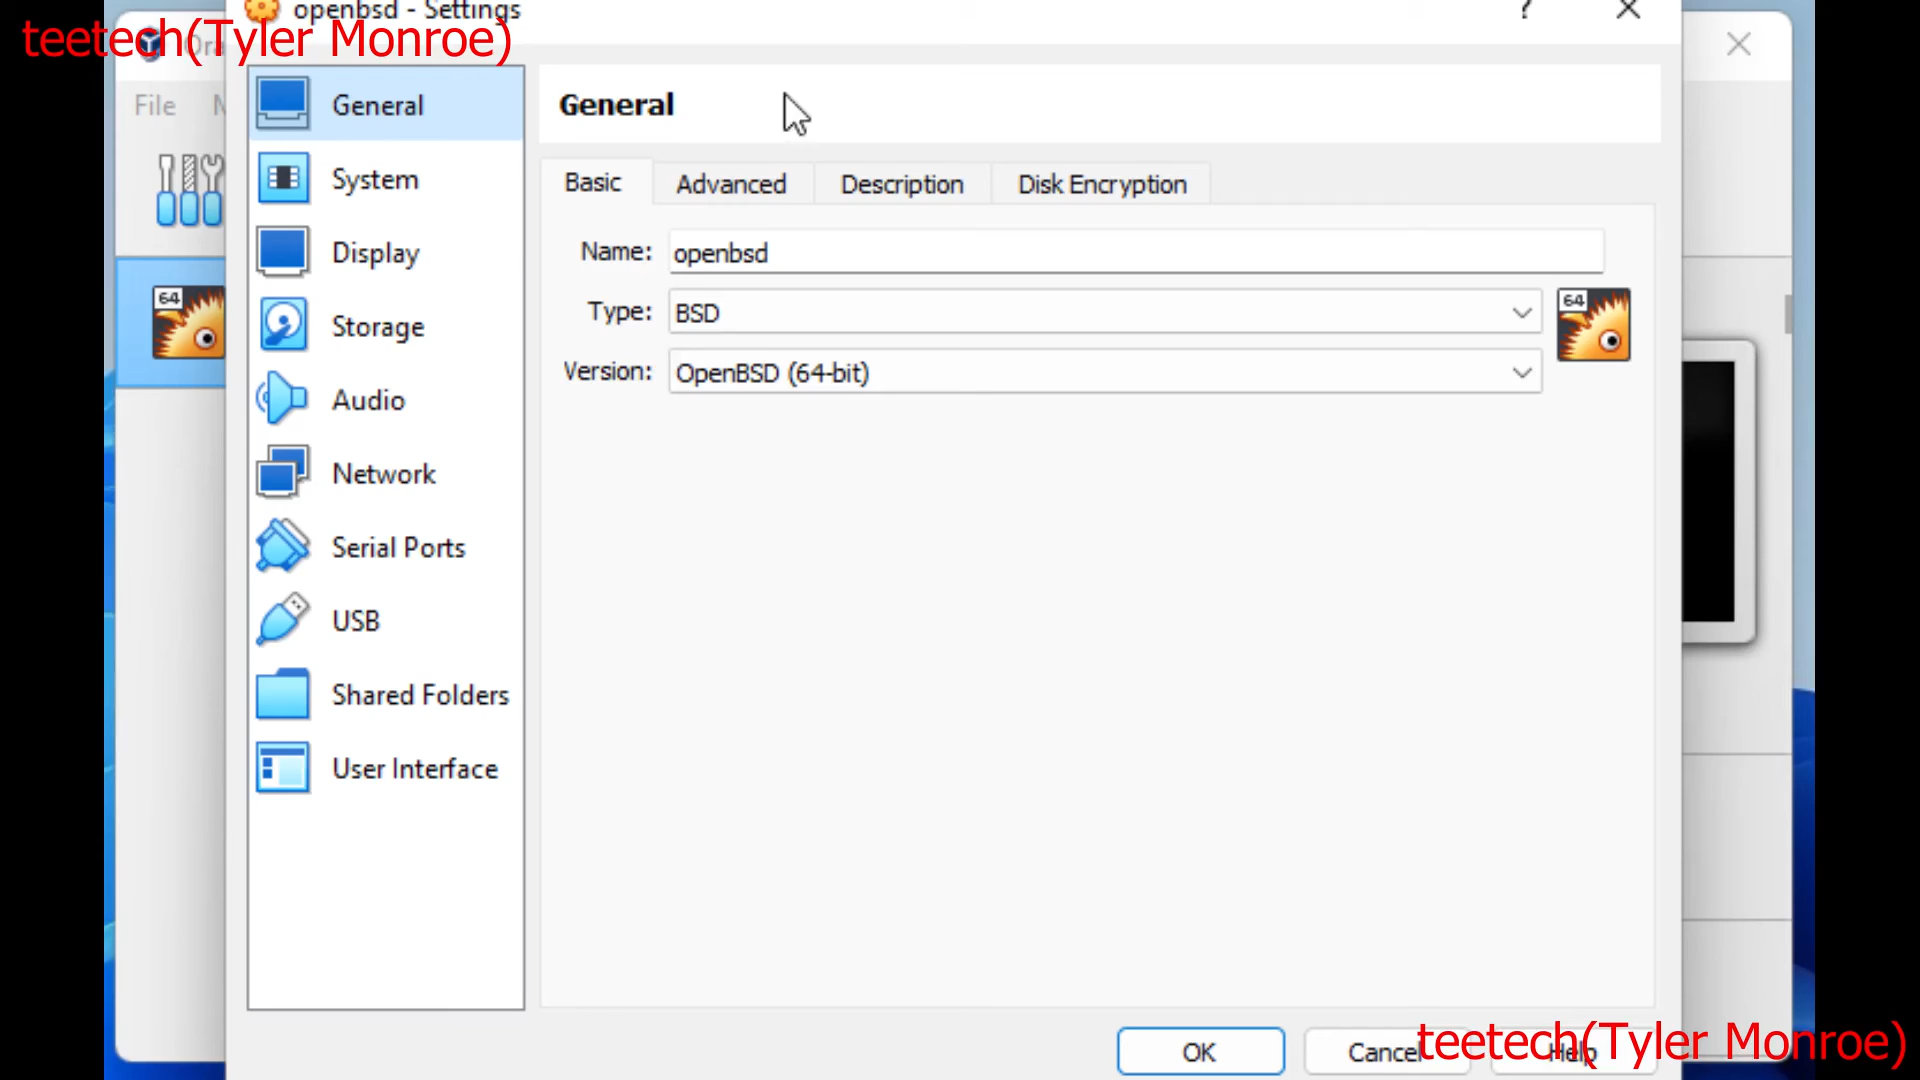 openbsd - Settings
?
teetech(Tyler Monroe)
File
General
System
Display
Storage
Audio
Network
Serial Ports
USB
Shared Folders
User Interface
64
General
Basic
Advanced
Description
Disk Encryption
Name: openbsd
Type: BSD
64
Version: OpenBSD (64-bit)
OK
Cancel
Help
teetech(Tyler Monroe)